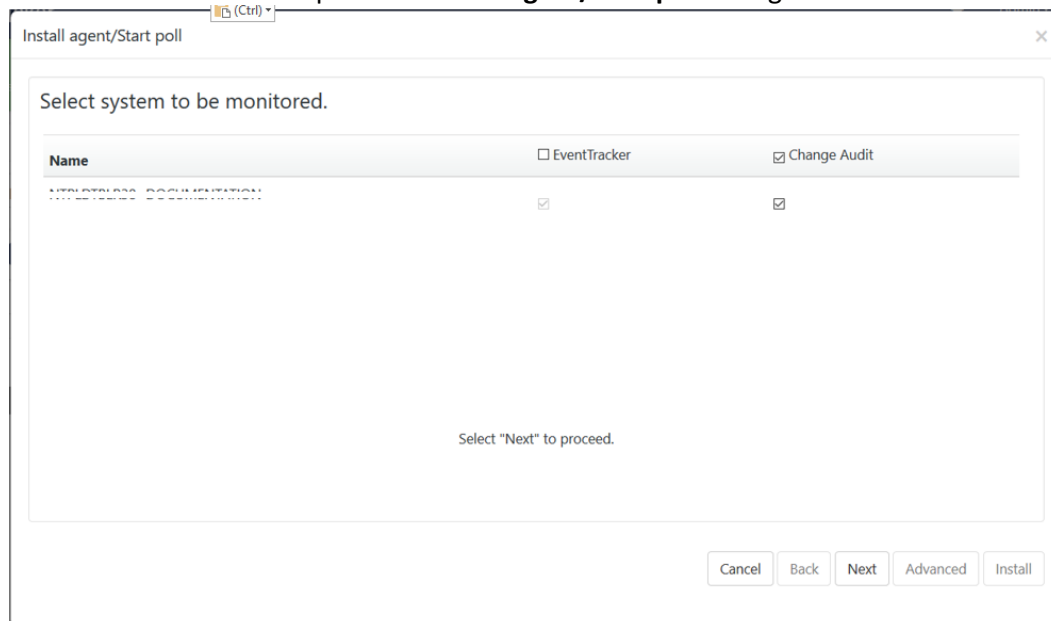 (Ctrl)
Install agent/Start poll
Select system to be monitored.
Name EventTracker Change Audit
DOCUMENTATION
Select "Next" to proceed.
Cancel Back Next Advanced Install